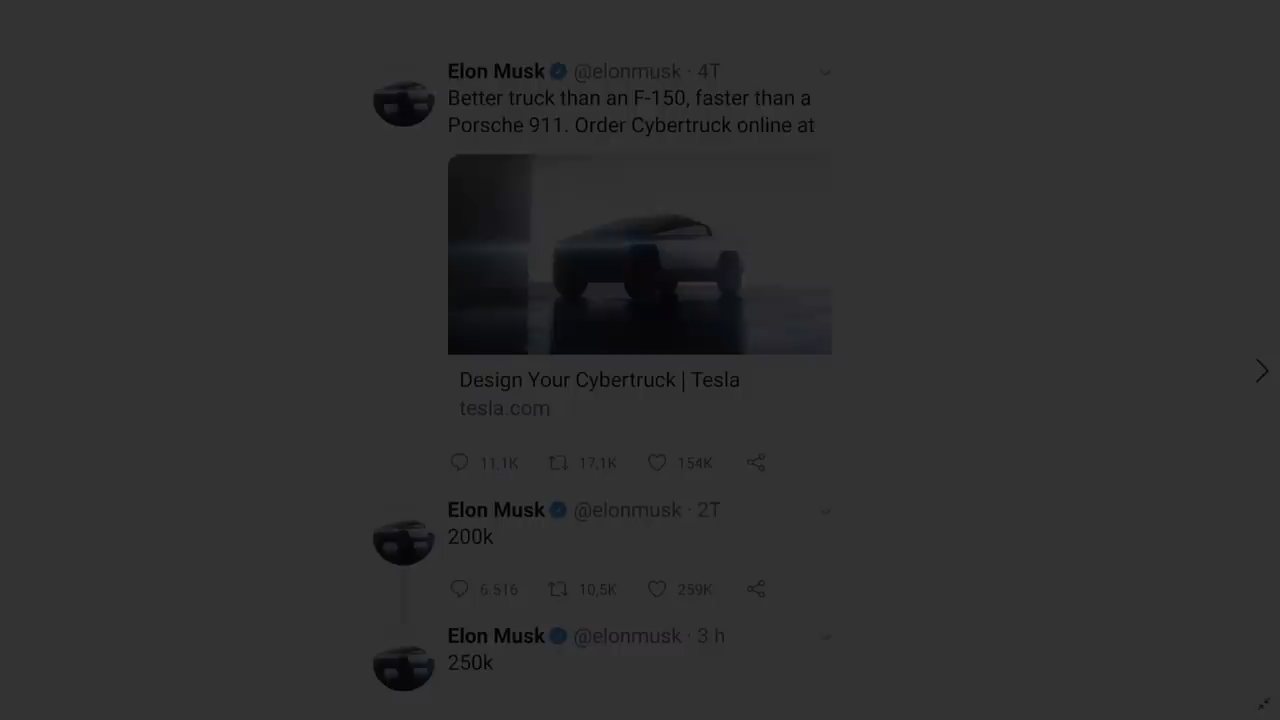 Elon Musk @elonmusk · 4T
Better truck than an F-150, faster than a
Porsche 911. Order Cybertruck online at
Design Your Cybertruck | Tesla
tesla.com
11,1K 17,1K 154K
Elon Musk @elonmusk · 2T
200k
6.516 10,5K 259K
Elon Musk @elonmusk · 3 h
250k